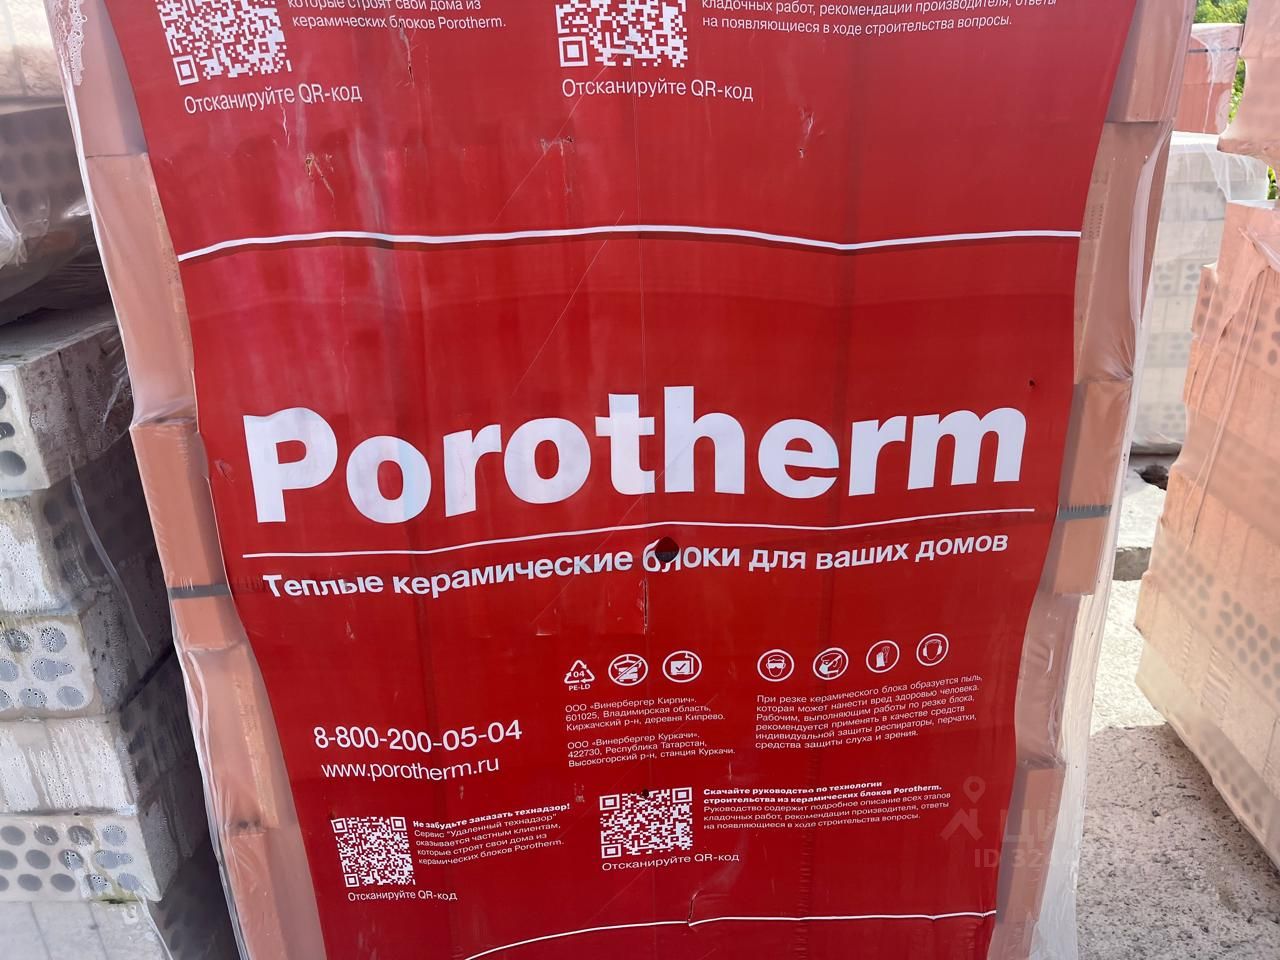 которые строят свои дома из
керамических блоков Porotherm.
Отсканируйте QR-код
кладочных работ, рекомендации производителя, ответы
на появляющиеся в ходе строительства вопросы.
Отсканируйте QR-код
Porotherm
Теплые керамические блоки для ваших домов
04
PE-LD
8-800-200-05-04
www.porotherm.ru
ООО «Винербергер Кирпич».
601025, Владимирская область,
Киржачский р-н, деревня Кипрево.
ООО «Винербергер Куркачи».
422730, Республика Татарстан,
Высокогорский р-н, станция Куркачи.
При резке керамического блока образуется пыль,
которая может нанести вред здоровью человека.
Рабочим, выполняющим работы по резке блока,
рекомендуется применять в качестве средств
индивидуальной защиты респираторы, перчатки,
средства защиты слуха и зрения.
Не забудьте заказать технадзор!
Сервис "Удаленный технадзор"
оказывается частным клиентам,
которые строят свои дома из
керамических блоков Porotherm.
Отсканируйте QR-код
Скачайте руководство по технологии
строительства из керамических блоков Porotherm.
Руководство содержит подробное описание всех этапов
кладочных работ, рекомендации производителя, ответы
на появляющиеся в ходе строительства вопросы.
Отсканируйте QR-код
ID 32